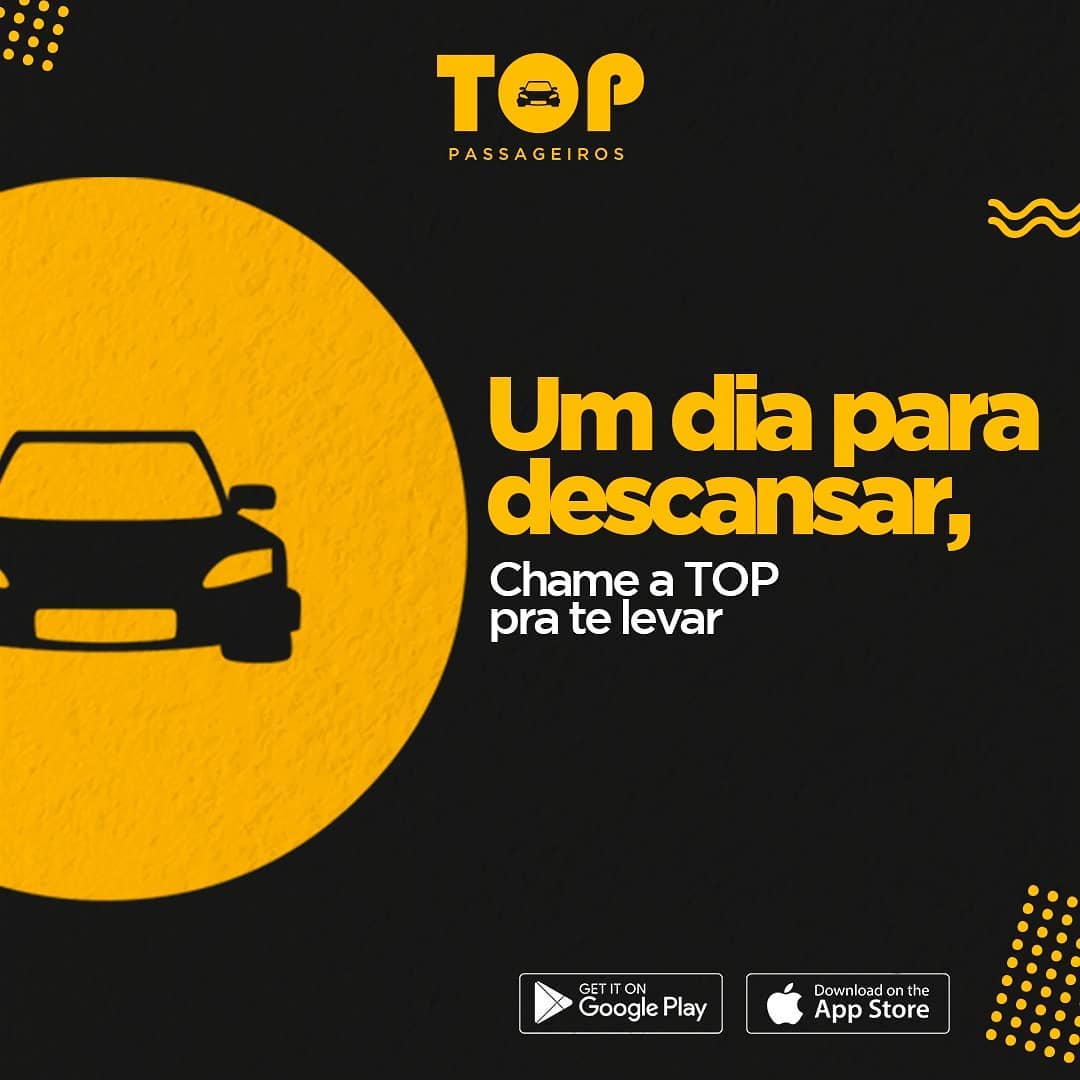 TOP
PASSAGEIROS
Um dia para
descansar,
Chame a TOP
pra te levar
GET IT ON
Google Play
Download on the
App Store